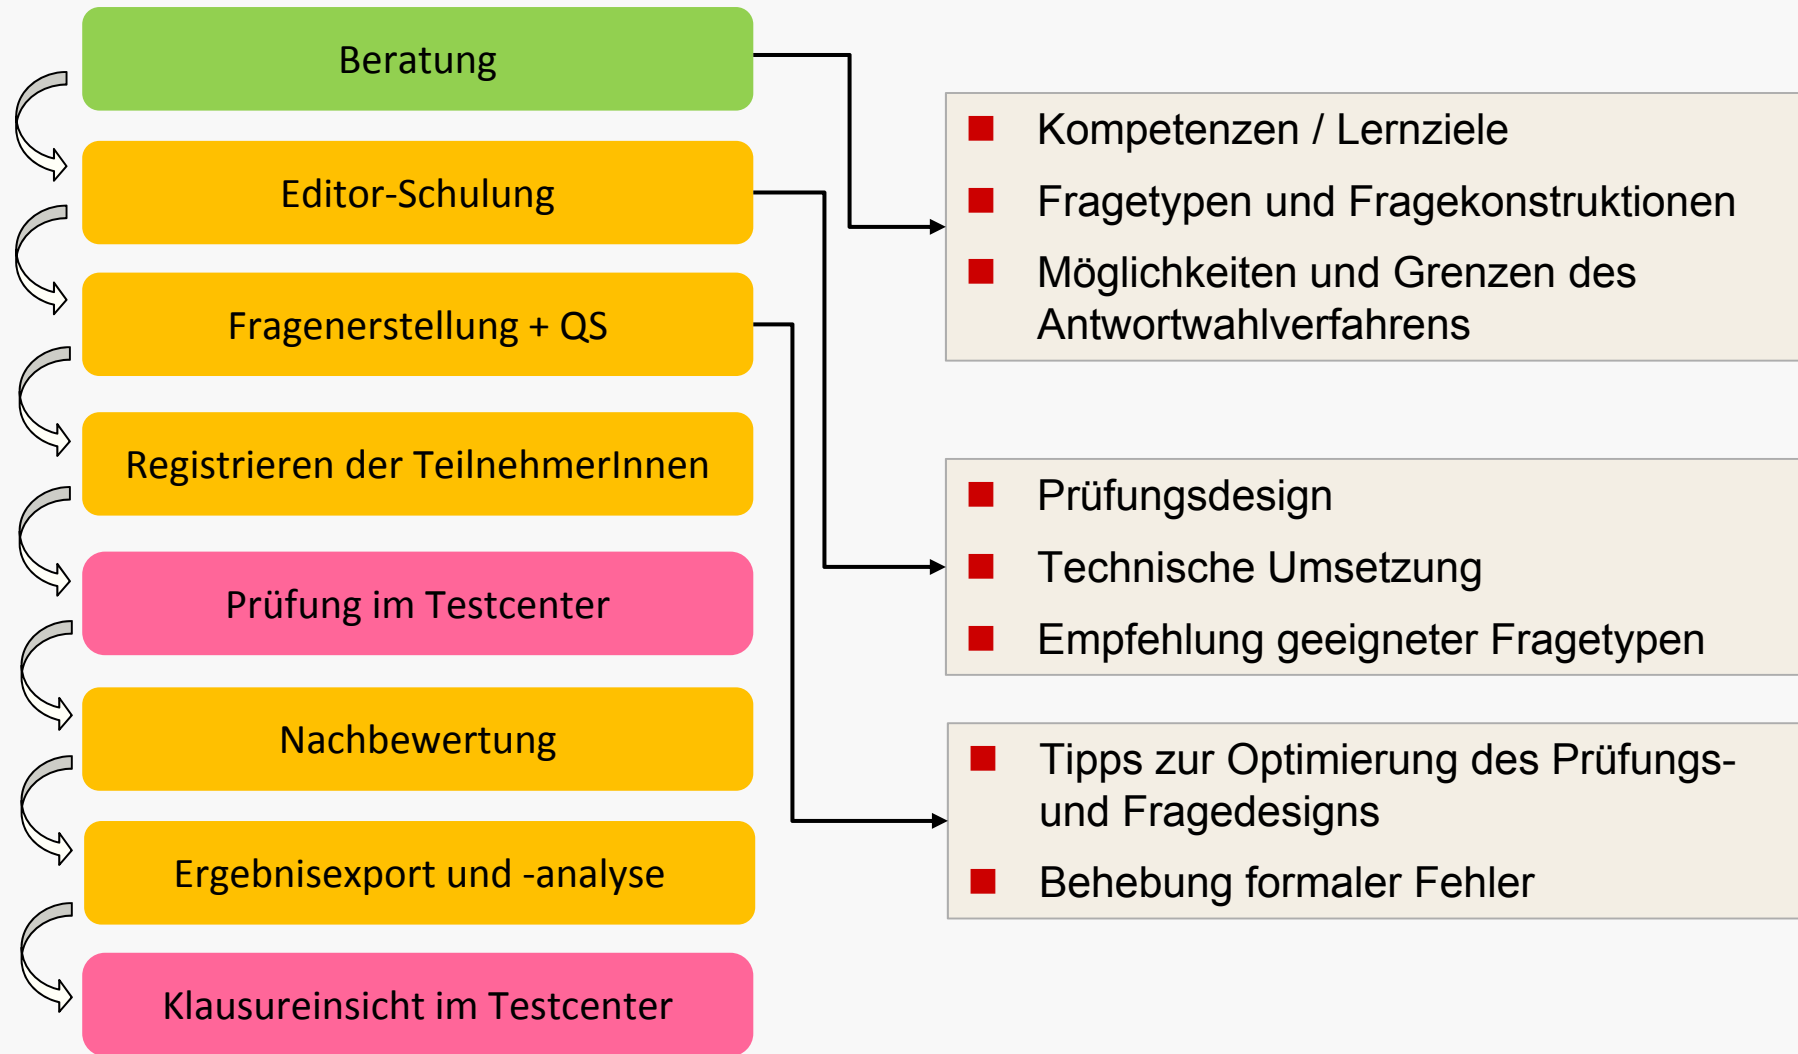 Beratung
Editor-Schulung
Fragenerstellung + QS
Registrieren der TeilnehmerInnen
Prüfung im Testcenter
Nachbewertung
Ergebnisexport und -analyse
Klausureinsicht im Testcenter
Kompetenzen / Lernziele
Fragetypen und Fragekonstruktionen
Möglichkeiten und Grenzen des
Antwortwahlverfahrens
Prüfungsdesign
Technische Umsetzung
Empfehlung geeigneter Fragetypen
Tipps zur Optimierung des Prüfungs-
und Fragedesigns
Behebung formaler Fehler